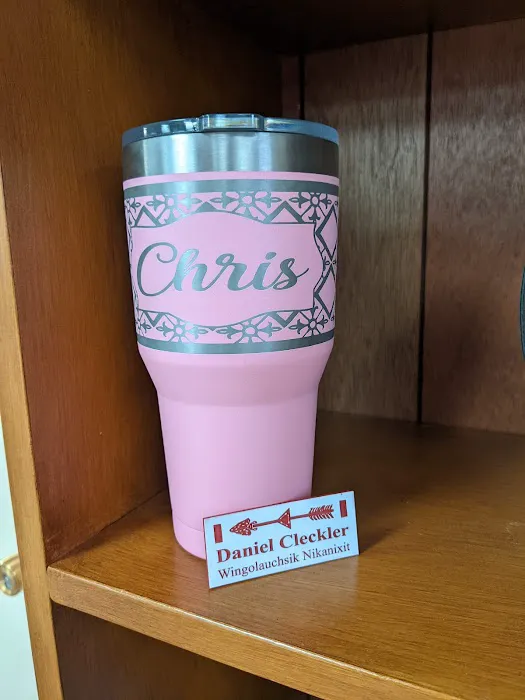 Chris
Daniel Cleckler
Wingolauchsik Nikanixit